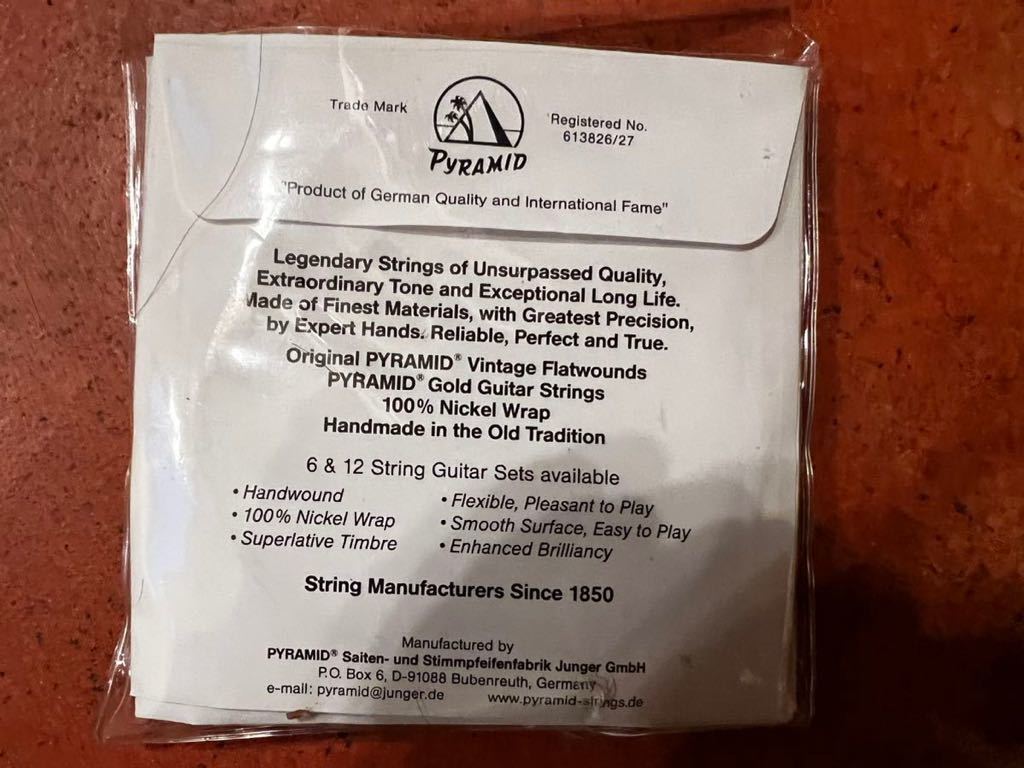 Trade Mark
PYRAMID
Registered No.
613826/27
"Product of German Quality and International Fame"
Legendary Strings of Unsurpassed Quality,
Extraordinary Tone and Exceptional Long Life.
Made of Finest Materials, with Greatest Precision,
by Expert Hands. Reliable, Perfect and True.
Original PYRAMID® Vintage Flatwounds
PYRAMID® Gold Guitar Strings
100% Nickel Wrap
Handmade in the Old Tradition
6 & 12 String Guitar Sets available
• Handwound
• 100% Nickel Wrap
• Superlative Timbre
• Flexible, Pleasant to Play
• Smooth Surface, Easy to Play
• Enhanced Brilliancy
String Manufacturers Since 1850
Manufactured by
PYRAMID® Saiten- und Stimmpfeifenfabrik Junger GmbH
P.O. Box 6, D-91088 Bubenreuth, Germany
e-mail: pyramid@junger.de www.pyramid-strings.de